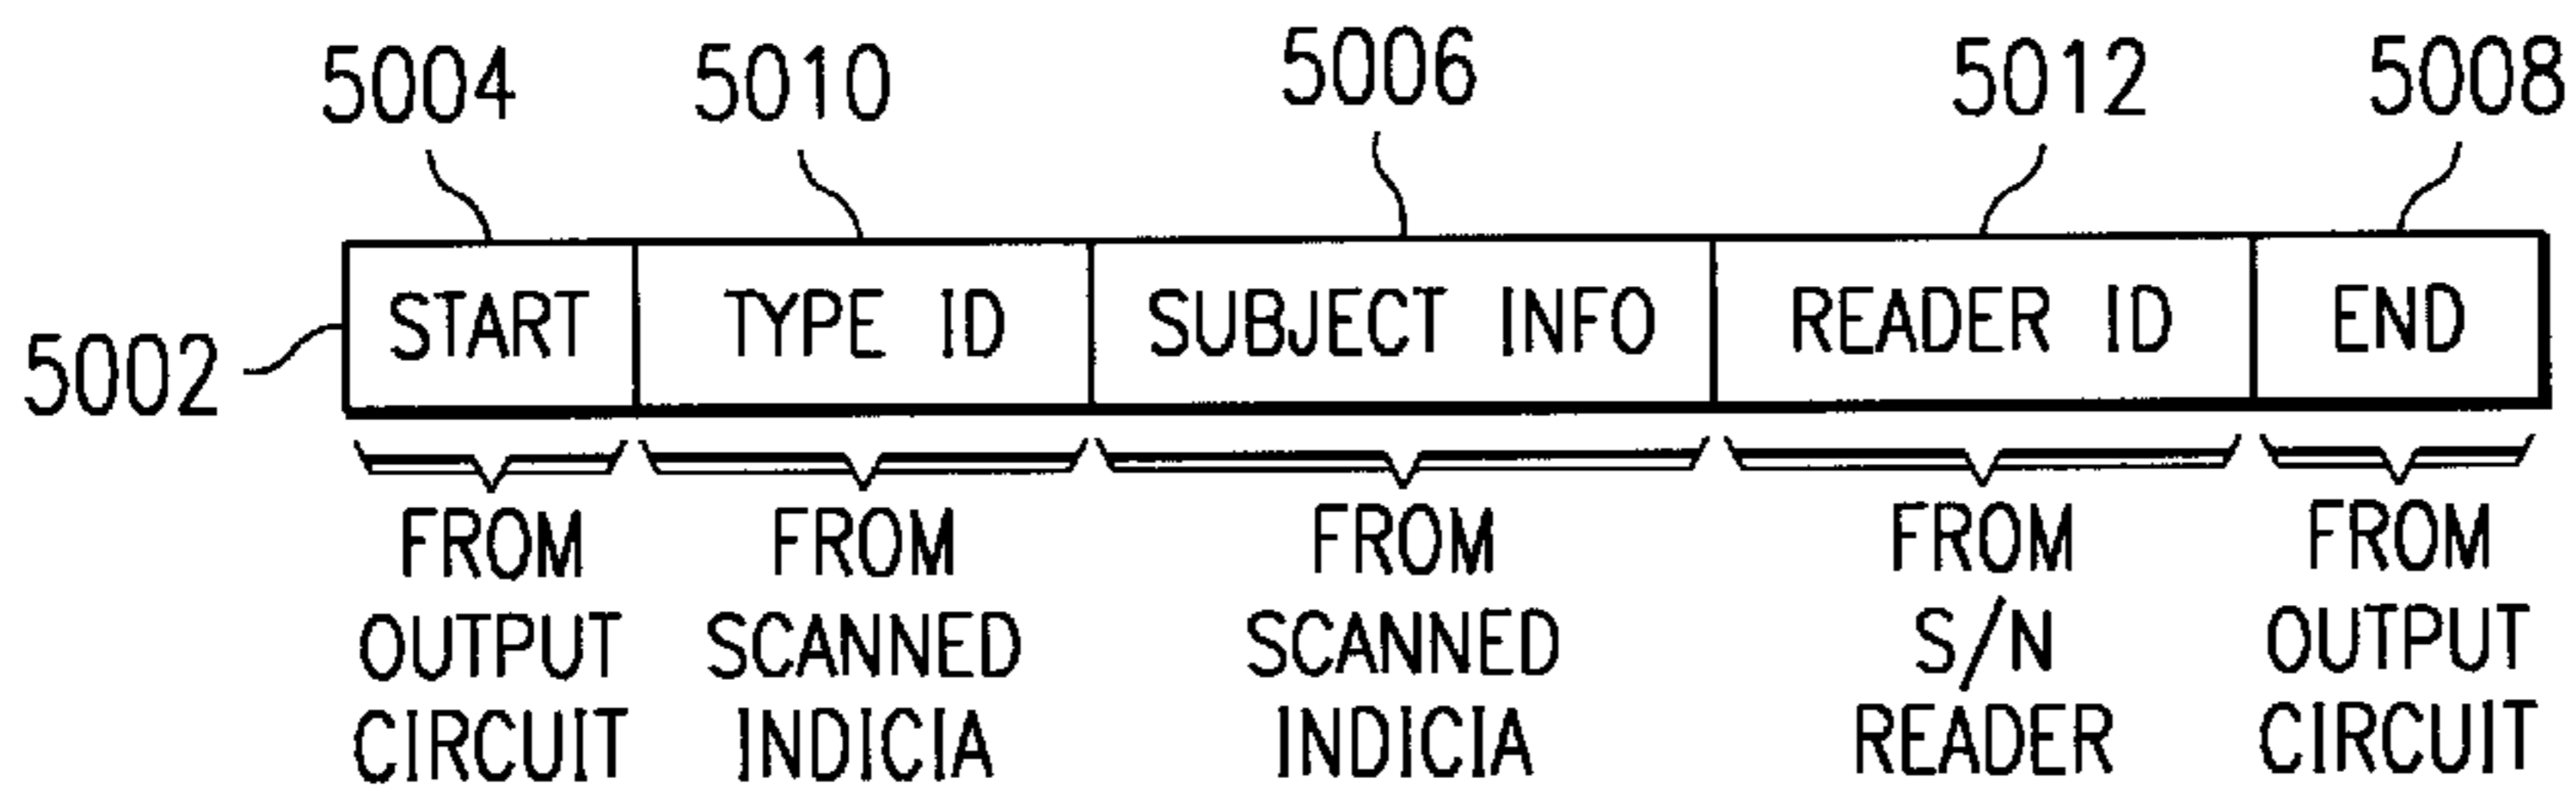 5004 5010 5006 5012 5008
5002 START TYPE ID SUBJECT INFO READER ID END
FROM FROM FROM FROM FROM
OUTPUT SCANNED SCANNED S/N OUTPUT
CIRCUIT INDICIA INDICIA READER CIRCUIT